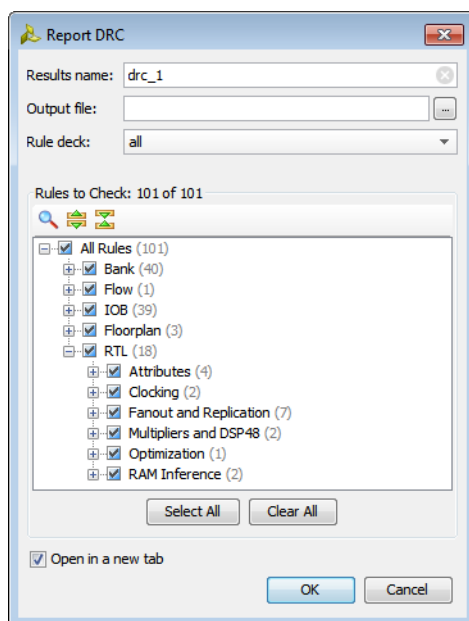 Report DRC
Results name: drc_1
Output file: ...
Rule deck: all
Rules to Check: 101 of 101
All Rules (101)
Bank (40)
Flow (1)
IOB (39)
Floorplan (3)
RTL (18)
Attributes (4)
Clocking (2)
Fanout and Replication (7)
Multipliers and DSP48 (2)
Optimization (1)
RAM Inference (2)
Select All Clear All
Open in a new tab
OK Cancel